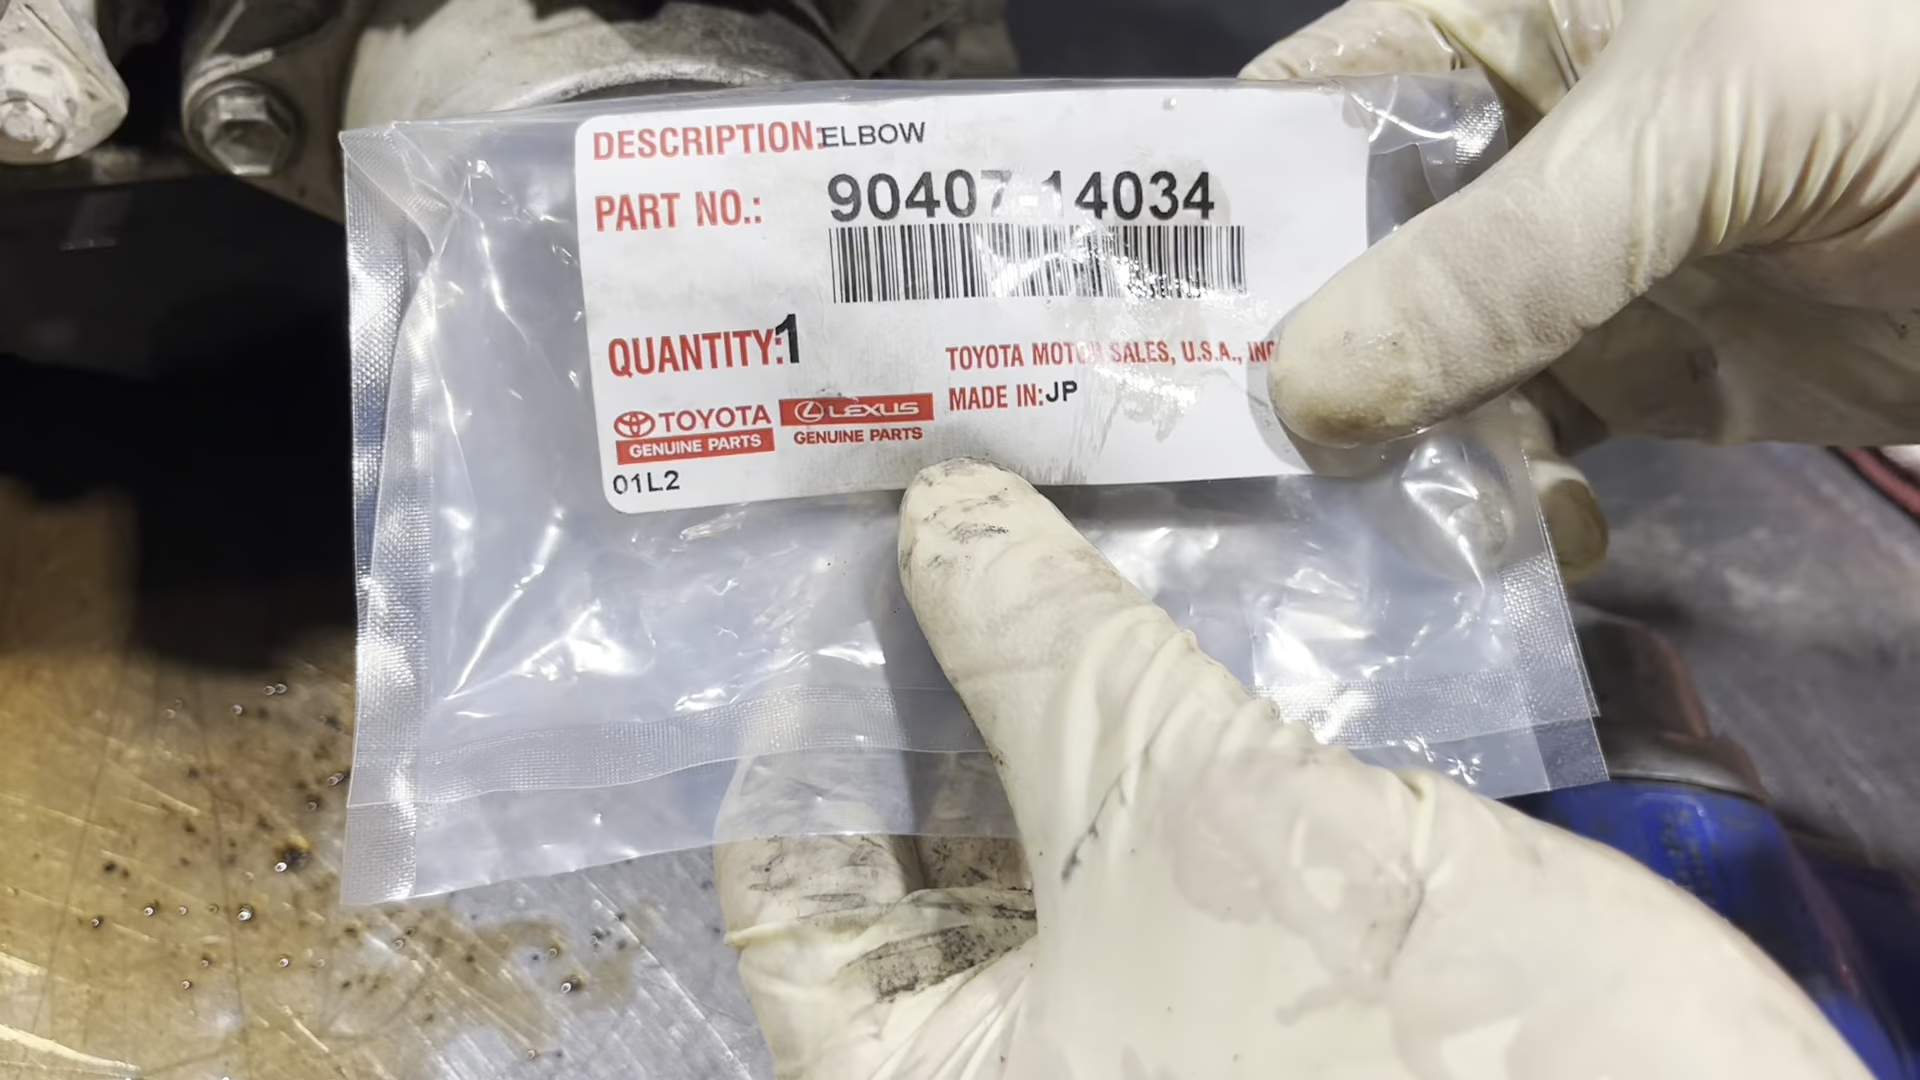 DESCRIPTION: ELBOW
PART NO.: 90407-14034
QUANTITY: 1
TOYOTA MOTOR SALES, U.S.A., INC
MADE IN: JP
TOYOTA
GENUINE PARTS
LEXUS
GENUINE PARTS
01L2